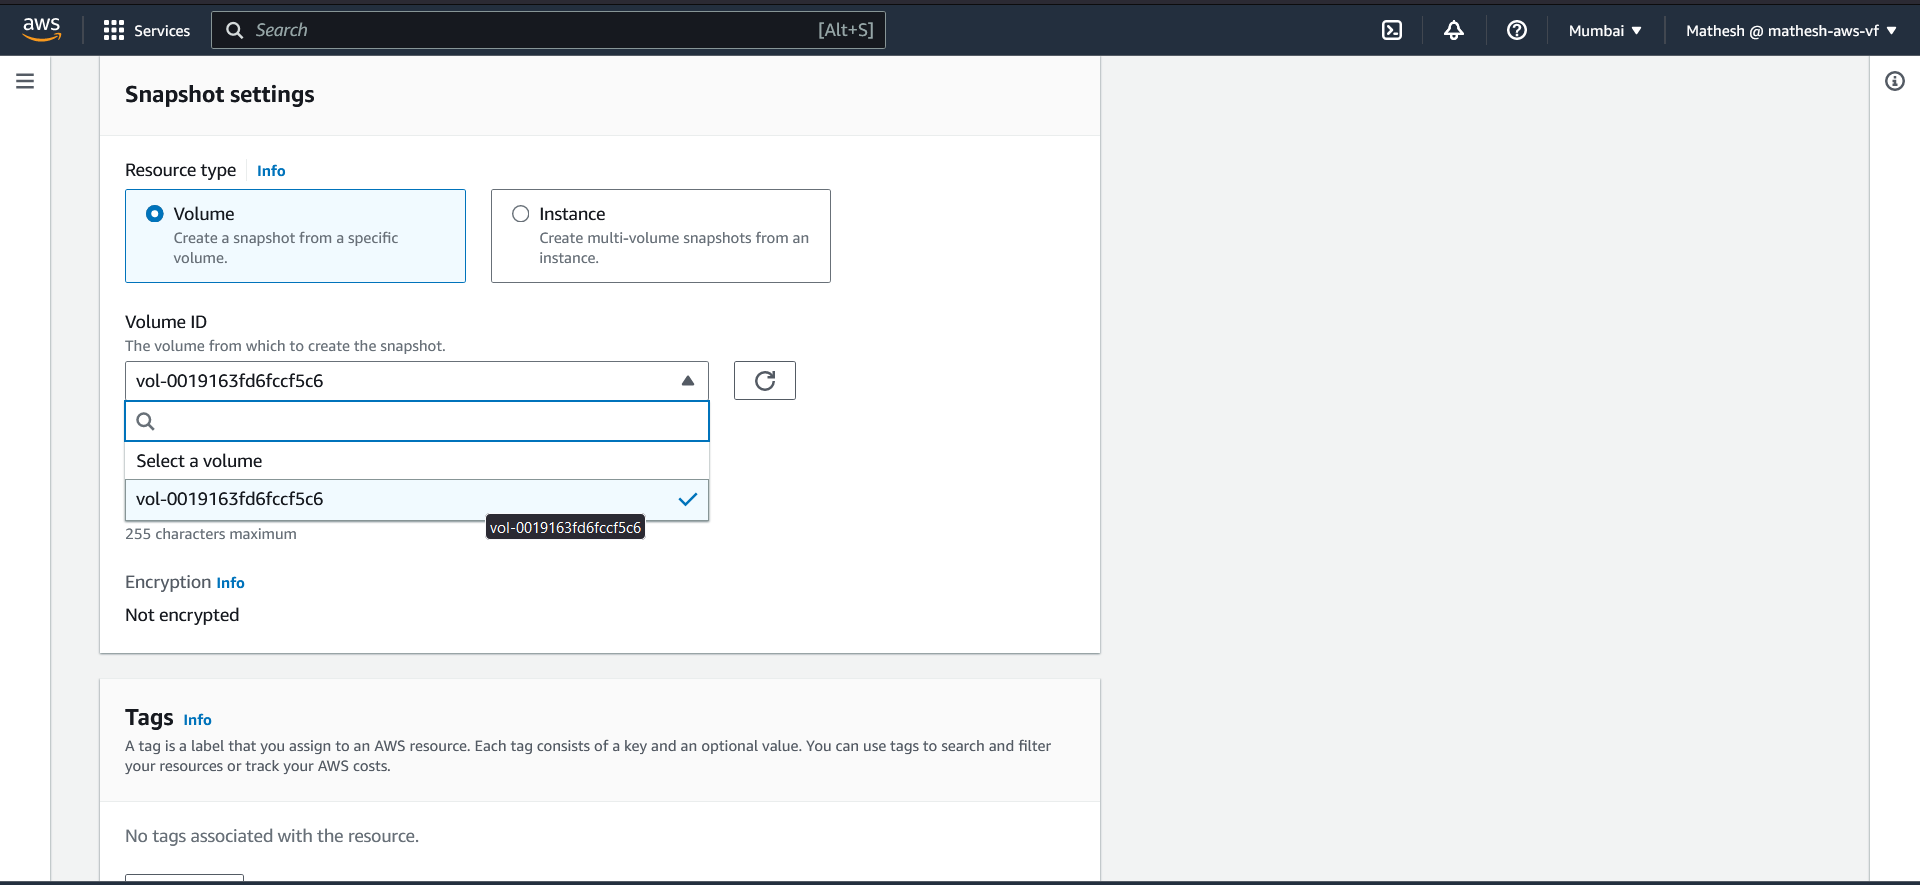 aws
Services
Search
[Alt+S]
Mumbai
Mathesh @ mathesh-aws-vf
Snapshot settings
Resource type
Info
Volume
Create a snapshot from a specific
volume.
Instance
Create multi-volume snapshots from an
instance.
Volume ID
The volume from which to create the snapshot.
vol-0019163fd6fccf5c6
Select a volume
vol-0019163fd6fccf5c6
vol-0019163fd6fccf5c6
255 characters maximum
Encryption Info
Not encrypted
Tags Info
A tag is a label that you assign to an AWS resource. Each tag consists of a key and an optional value. You can use tags to search and filter
your resources or track your AWS costs.
No tags associated with the resource.